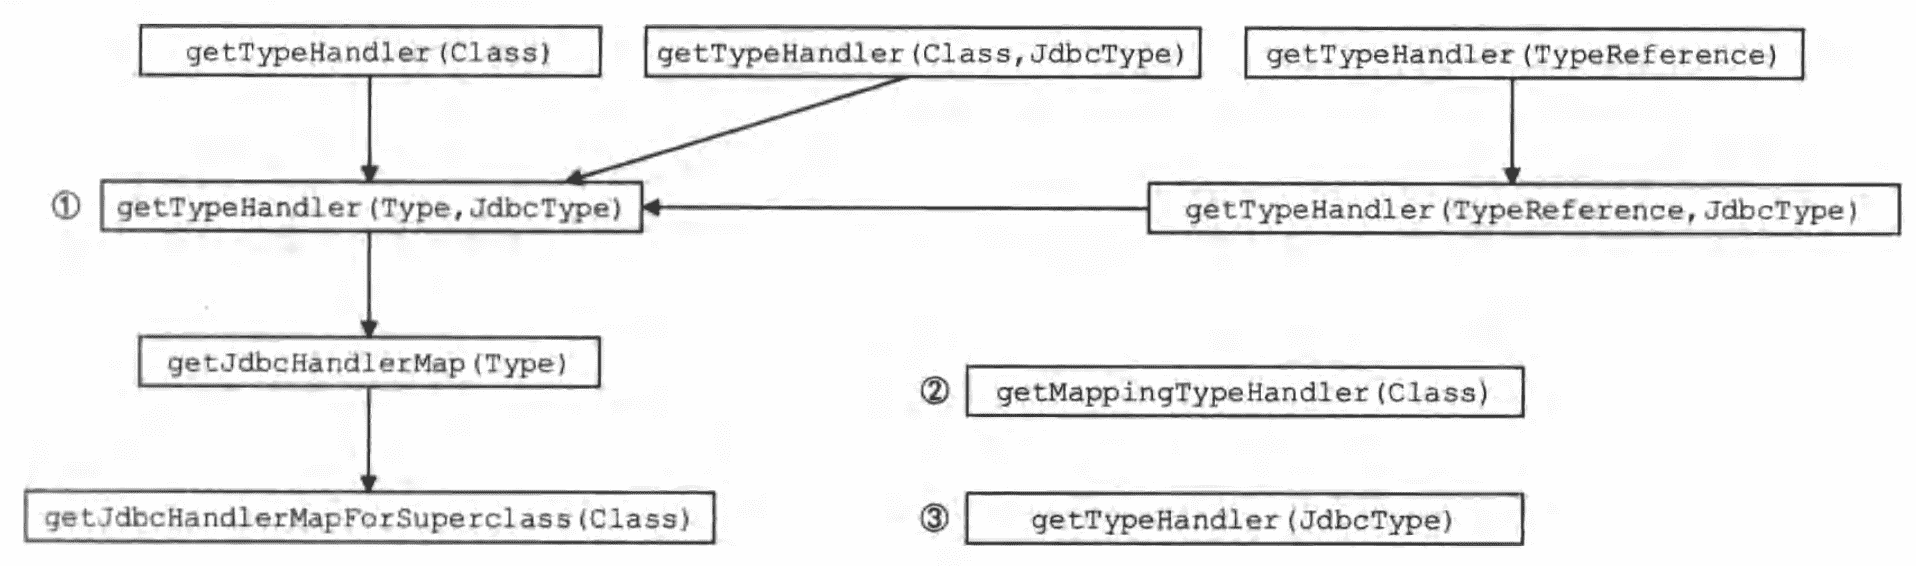 getTypeHandler(Class)
getTypeHandler(Class,JdbcType)
getTypeHandler(TypeReference)
① getTypeHandler(Type,JdbcType)
getTypeHandler(TypeReference,JdbcType)
getJdbcHandlerMap(Type)
② getMappingTypeHandler(Class)
getJdbcHandlerMapForSuperclass(Class)
③ getTypeHandler(JdbcType)